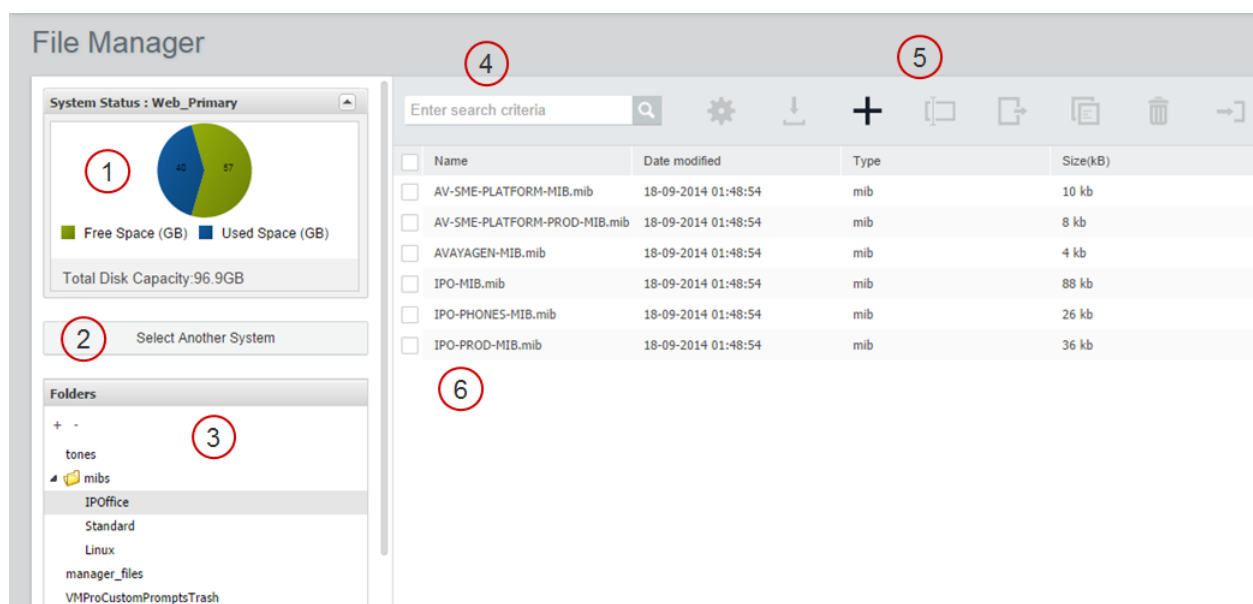 File Manager
4
5
System Status : Web_Primary
Enter search criteria
1
40 57
Free Space (GB) Used Space (GB)
Total Disk Capacity:96.9GB
2
Select Another System
Folders
+ -
3
tones
mibs
IPOffice
Standard
Linux
manager_files
VMProCustomPromptsTrash
Name Date modified Type Size(kB)
AV-SME-PLATFORM-MIB.mib 18-09-2014 01:48:54 mib 10 kb
AV-SME-PLATFORM-PROD-MIB.mib 18-09-2014 01:48:54 mib 8 kb
AVAYAGEN-MIB.mib 18-09-2014 01:48:54 mib 4 kb
IPO-MIB.mib 18-09-2014 01:48:54 mib 88 kb
IPO-PHONES-MIB.mib 18-09-2014 01:48:54 mib 26 kb
IPO-PROD-MIB.mib 18-09-2014 01:48:54 mib 36 kb
6